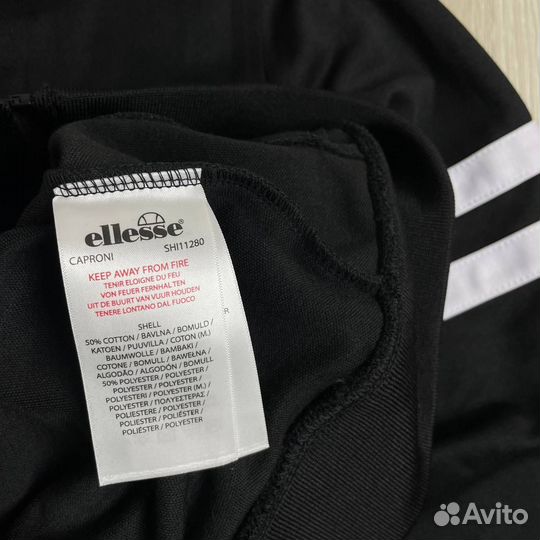 ellesse®
CAPRONI SHI11280
KEEP AWAY FROM FIRE
TENIR ELOIGNE DU FEU
VON FEUER FERNHALTEN
UIT DE BUURT VAN VUUR HOUDEN
TENERE LONTANO DAL FUOCO
R
SHELL
50% COTTON / BAVLNA / BOMULD /
KATOEN / PUUVILLA / COTON (M.)
BAUMWOLLE / BAMBAKI /
COTONE / BOMULL / BAWEŁNA /
ALGODÃO / ALGODÓN / BOMULL
50% POLYESTER / POLYESTER /
POLYESTER / POLYESTER /
POLYESTERI / POLYESTER (M.) /
POLYESTER / ΠΟΛΥΕΣΤΕΡΑΣ /
POLIESTERE / POLYESTER /
POLIESTER / POLIÉSTER /
POLIÉSTER / POLYESTER
Avito